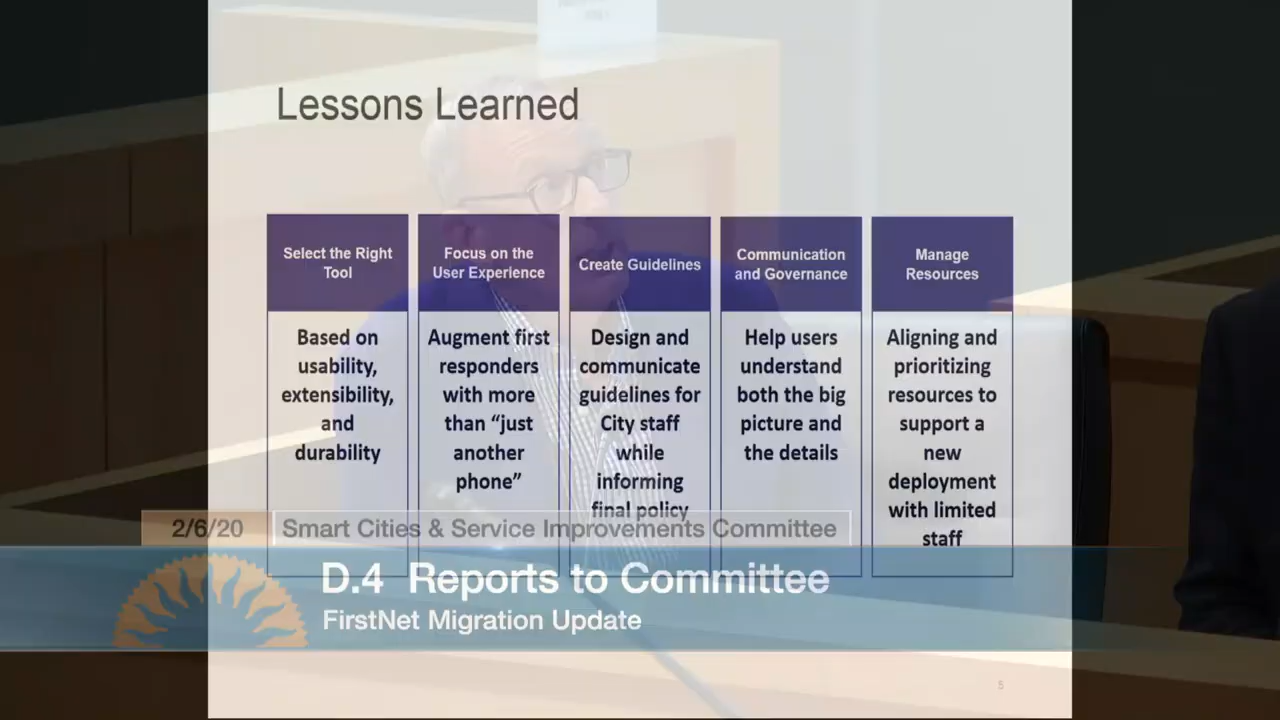 Lessons Learned
Select the Right
Tool
Based on
usability,
extensibility,
and
durability
Focus on the
User Experience
Augment first
responders
with more
than “just
another
phone”
Create Guidelines
Design and
communicate
guidelines for
City staff
while
informing
final policy
Communication
and Governance
Help users
understand
both the big
picture and
the details
Manage
Resources
Aligning and
prioritizing
resources to
support a
new
deployment
with limited
staff
2/6/20 Smart Cities & Service Improvements Committee
D.4 Reports to Committee
FirstNet Migration Update
5